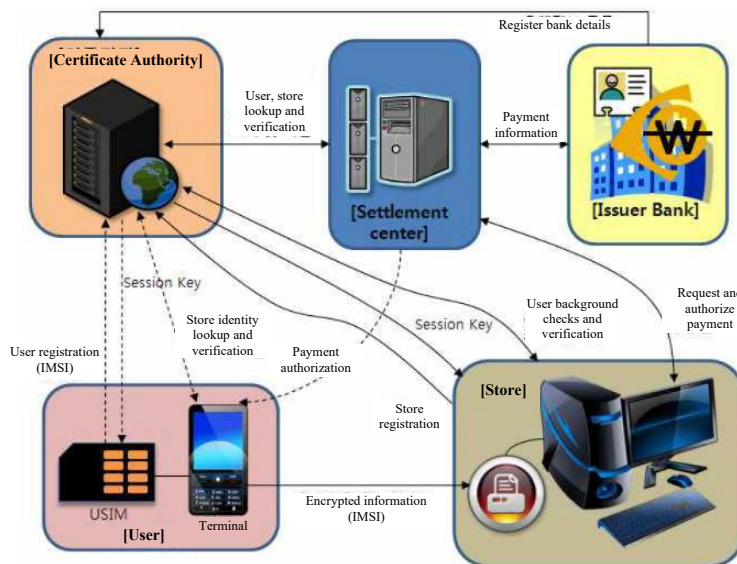 Register bank details
[Certificate Authority]
User, store
lookup and
verification
Payment
information
[Settlement
center]
[Issuer Bank]
Session Key
Session Key
User background
checks and
verification
Request and
authorize
payment
Store identity
lookup and
verification
User registration
(IMSI)
Payment
authorization
[Store]
Store
registration
USIM
Terminal
[User]
Encrypted information
(IMSI)